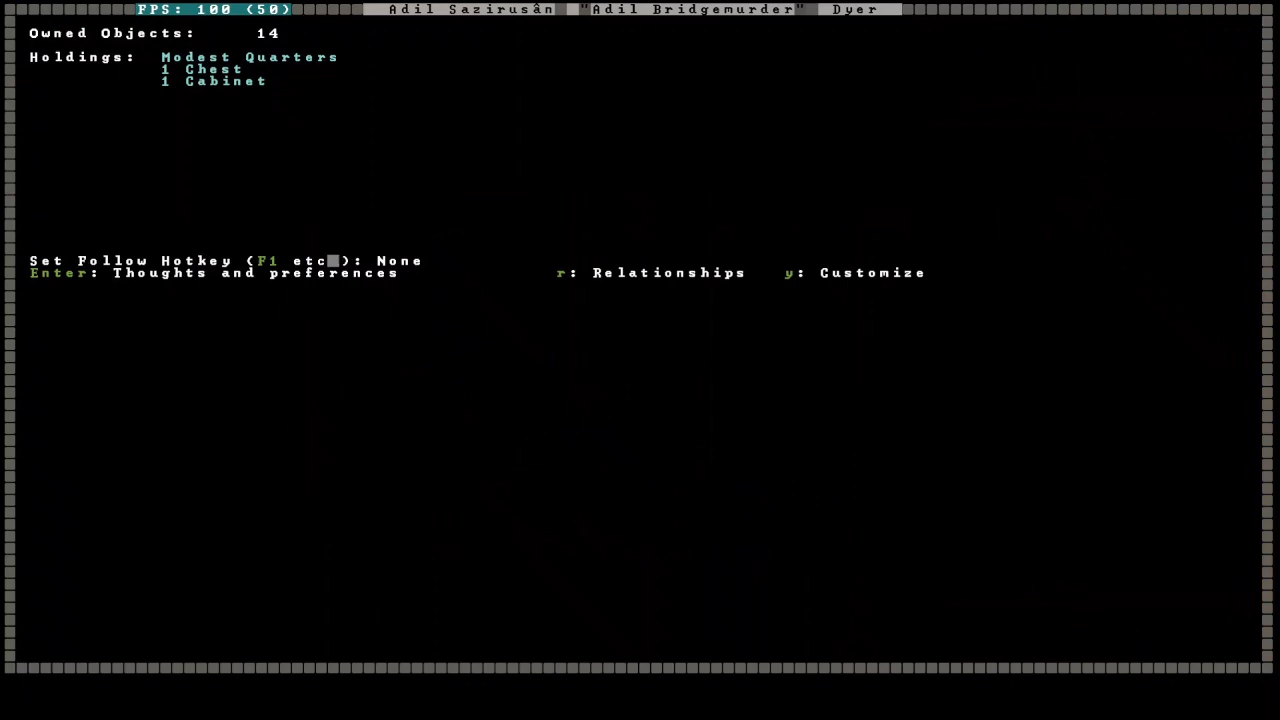 FPS: 100 (50) Adil Sazirusân "Adil Bridgemurder" Dyer
Owned Objects: 14
Holdings: Modest Quarters
1 Chest
1 Cabinet
Set Follow Hotkey (F1 etc.): None
Enter: Thoughts and preferences r: Relationships y: Customize